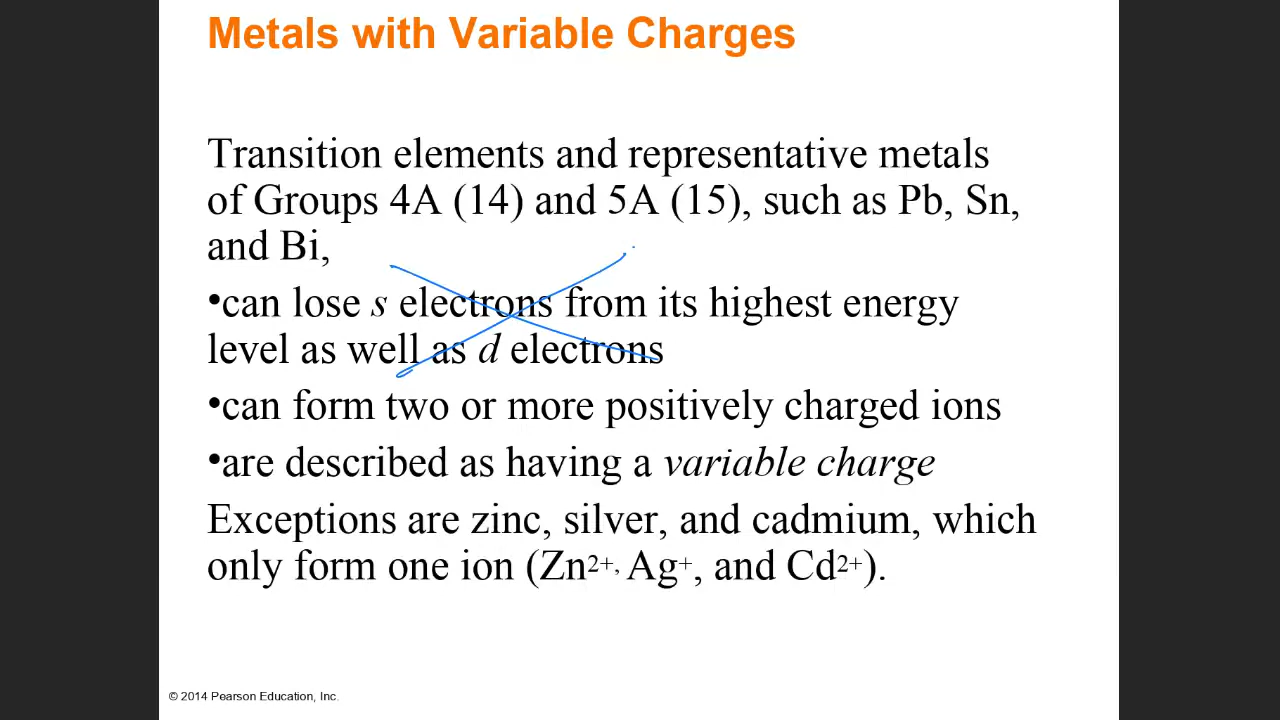 Metals with Variable Charges
Transition elements and representative metals
of Groups 4A (14) and 5A (15), such as Pb, Sn,
and Bi,
•can lose s electrons from its highest energy
level as well as d electrons
•can form two or more positively charged ions
•are described as having a variable charge
Exceptions are zinc, silver, and cadmium, which
only form one ion (Zn²⁺, Ag⁺, and Cd²⁺).
© 2014 Pearson Education, Inc.